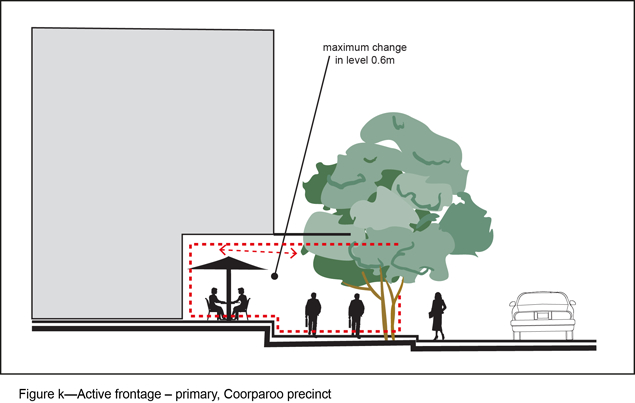 maximum change
in level 0.6m
Figure k—Active frontage – primary, Coorparoo precinct